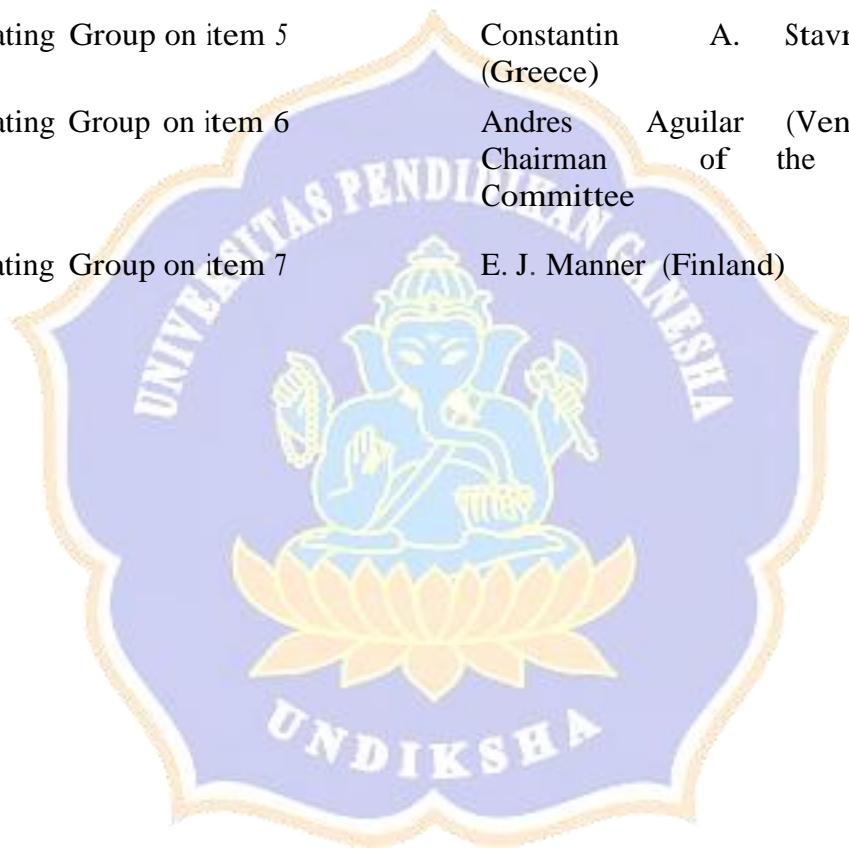 ating Group on item 5 Constantin A. Stavr
(Greece)
ating Group on item 6 Andres Aguilar (Ven
Chairman of the
Committee
ating Group on item 7 E. J. Manner (Finland)
UNIVERSITAS PENDIDIKAN GANESHA
UNDIKSHA